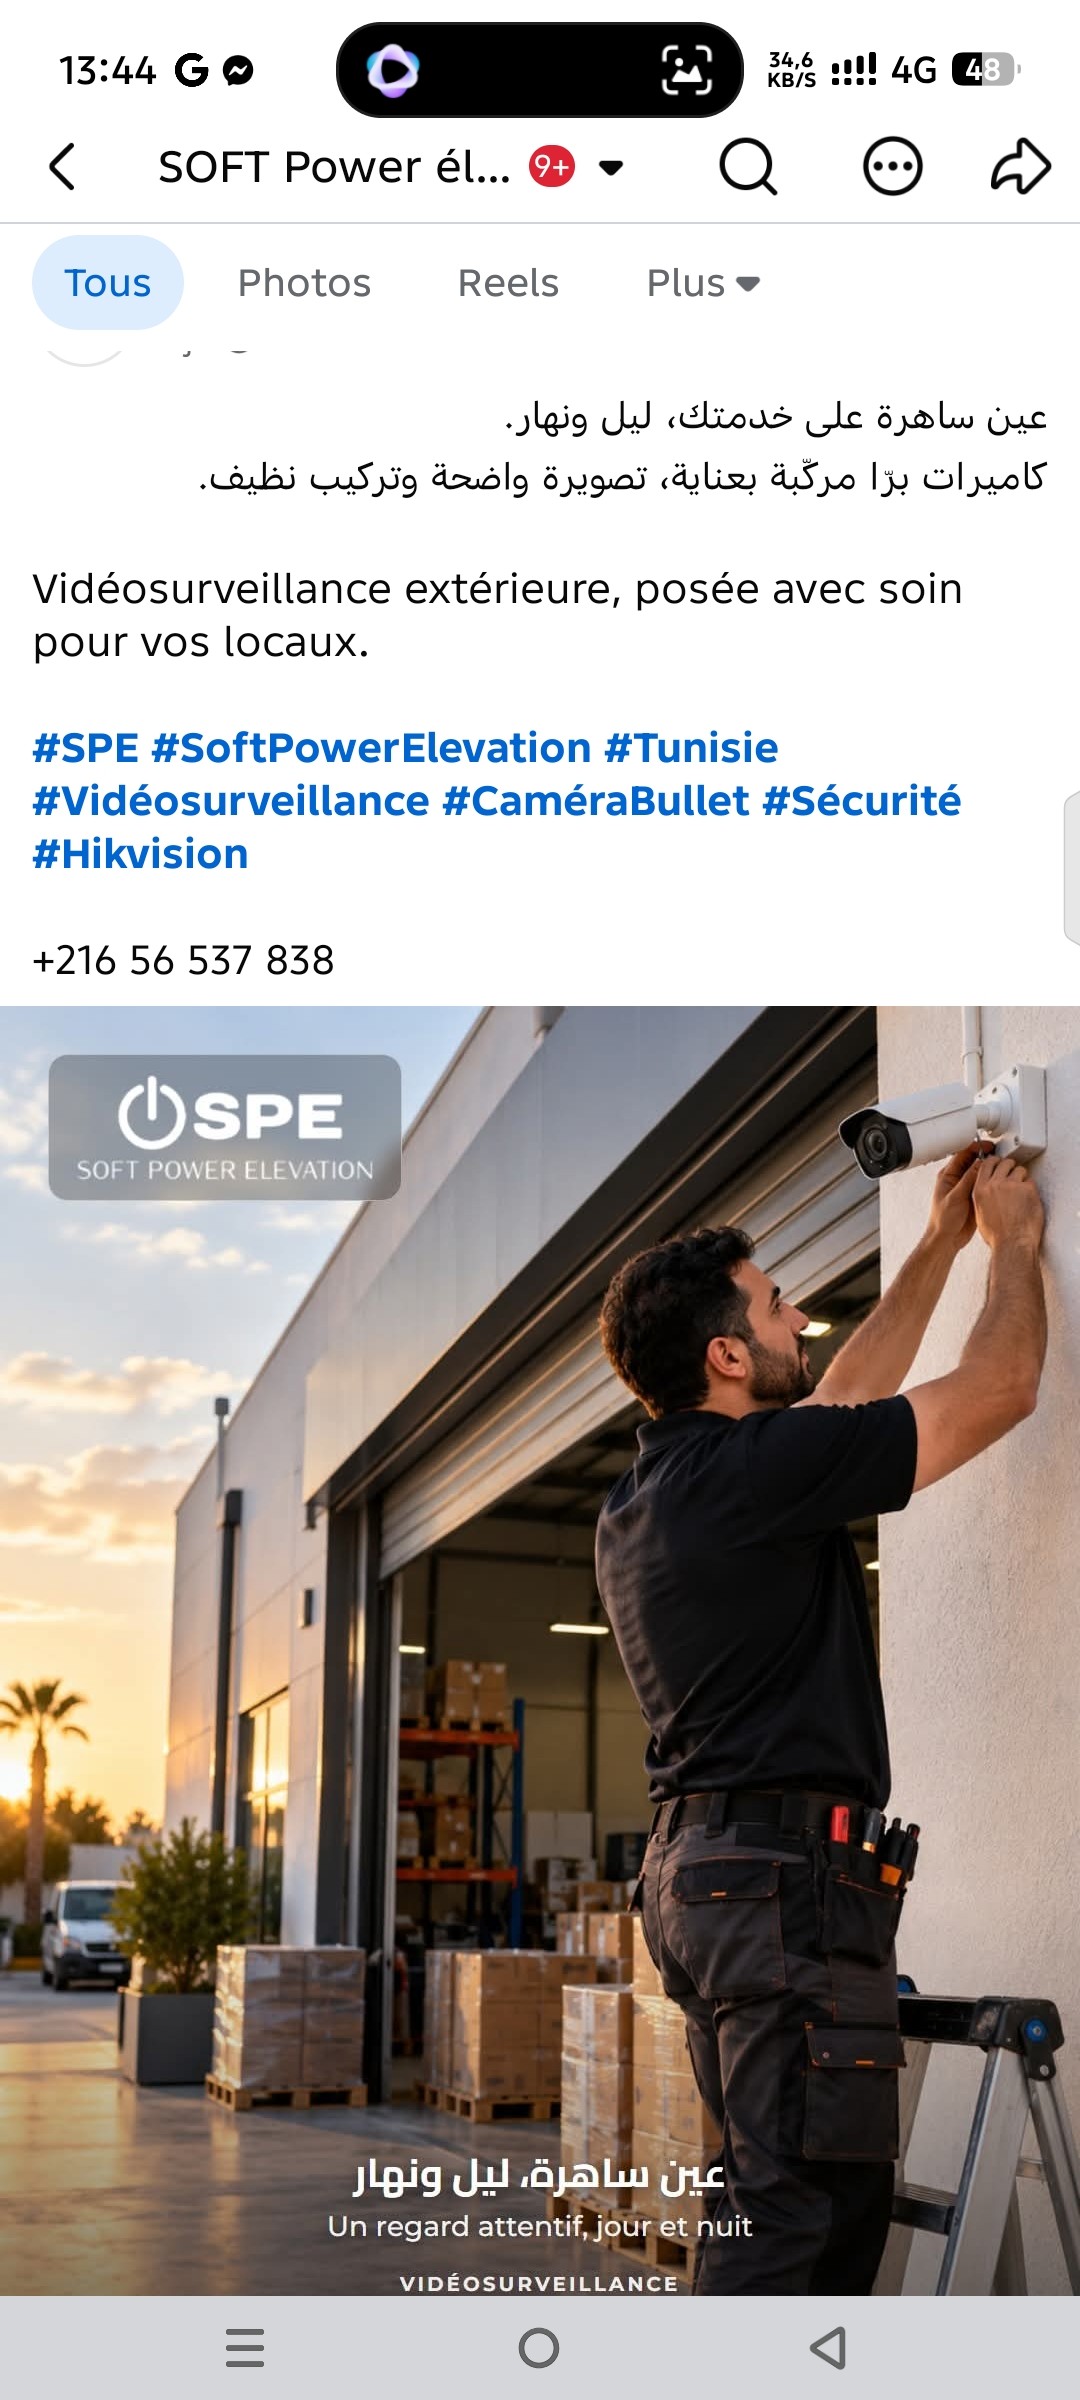 13:44
34,6 KB/S
4G
48
SOFT Power él...
9+
Tous
Photos
Reels
Plus
عين ساهرة على خدمتك، ليل ونهار.
كاميرات برّا مركّبة بعناية، تصويرة واضحة وتركيب نظيف.
Vidéosurveillance extérieure, posée avec soin
pour vos locaux.
#SPE #SoftPowerElevation #Tunisie
#Vidéosurveillance #CaméraBullet #Sécurité
#Hikvision
+216 56 537 838
SPE
SOFT POWER ELEVATION
عين ساهرة، ليل ونهار
Un regard attentif, jour et nuit
VIDÉOSURVEILLANCE